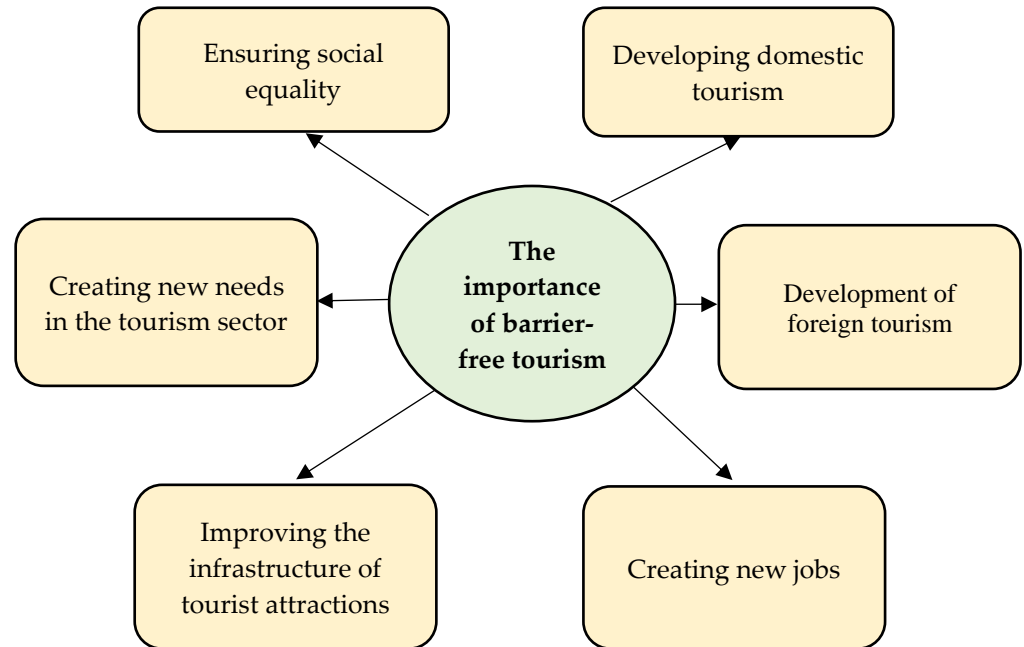 Ensuring social
equality
Developing domestic
tourism
The
importance
of barrier-
free tourism
Creating new needs
in the tourism sector
Development of
foreign tourism
Improving the
infrastructure of
tourist attractions
Creating new jobs